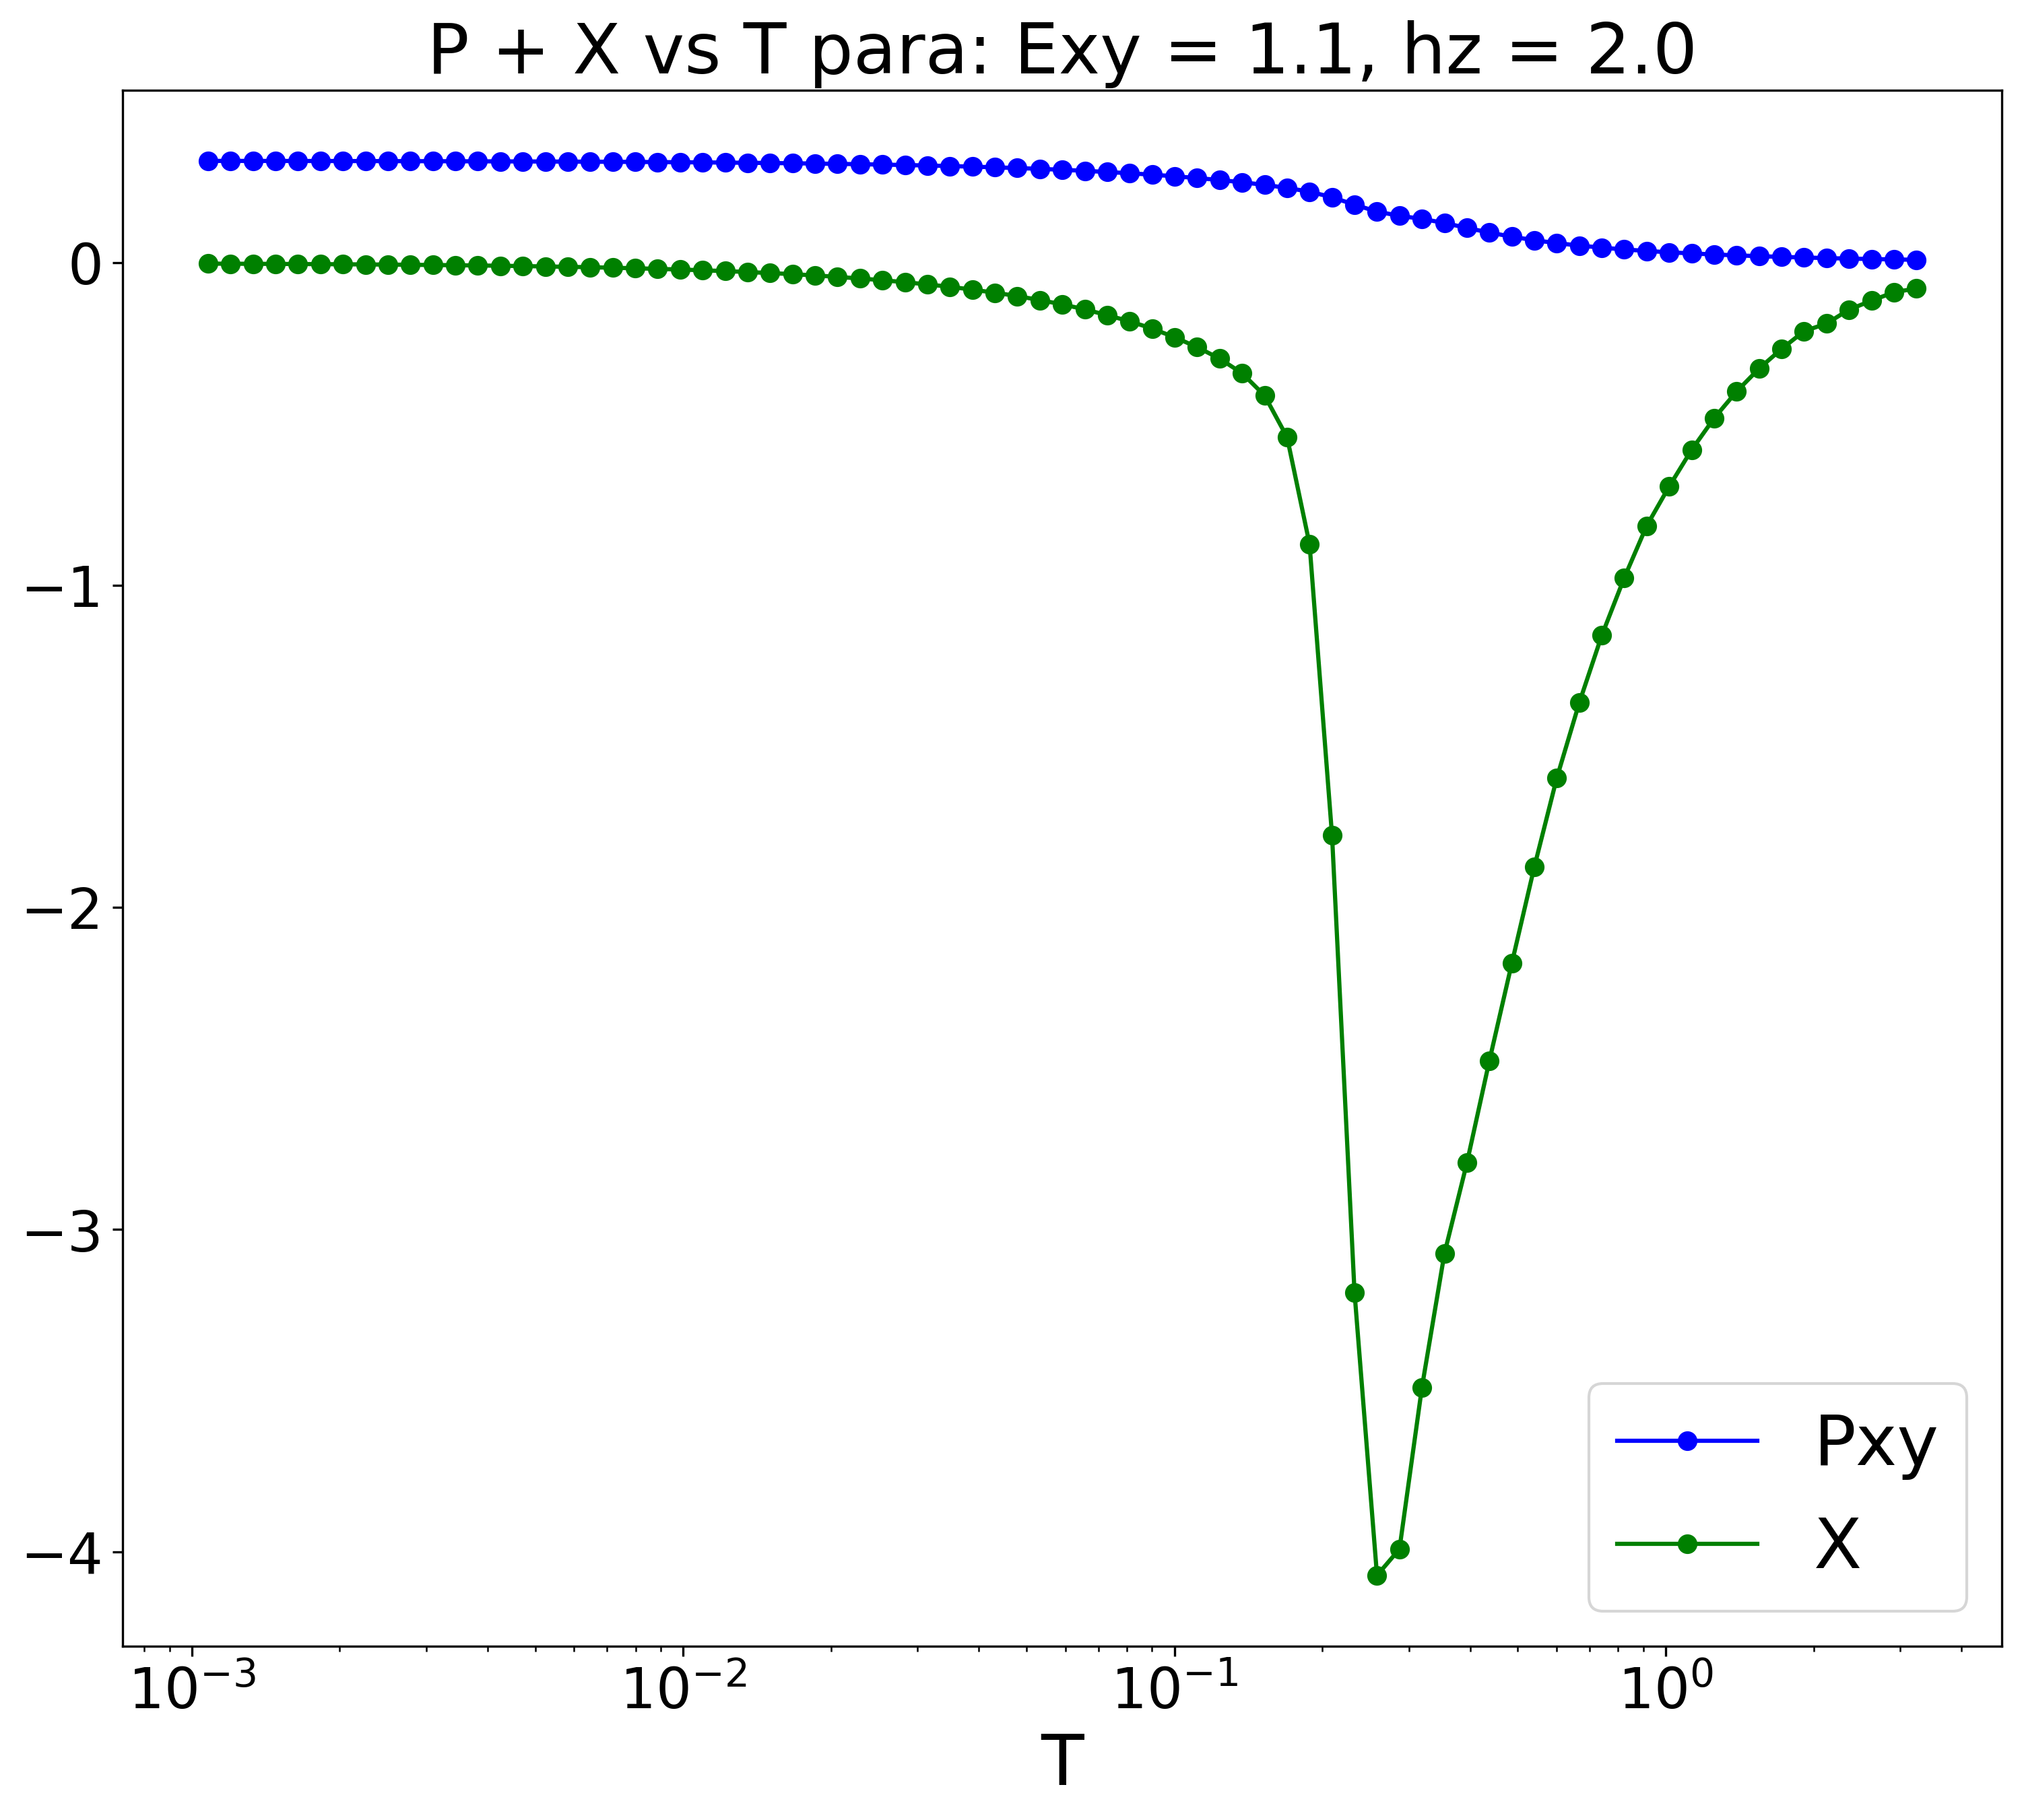 P + X vs T para: Exy = 1.1, hz = 2.0
0
−1
−2
−3
−4
Pxy
X
10⁻³ 10⁻² 10⁻¹ 10⁰
T